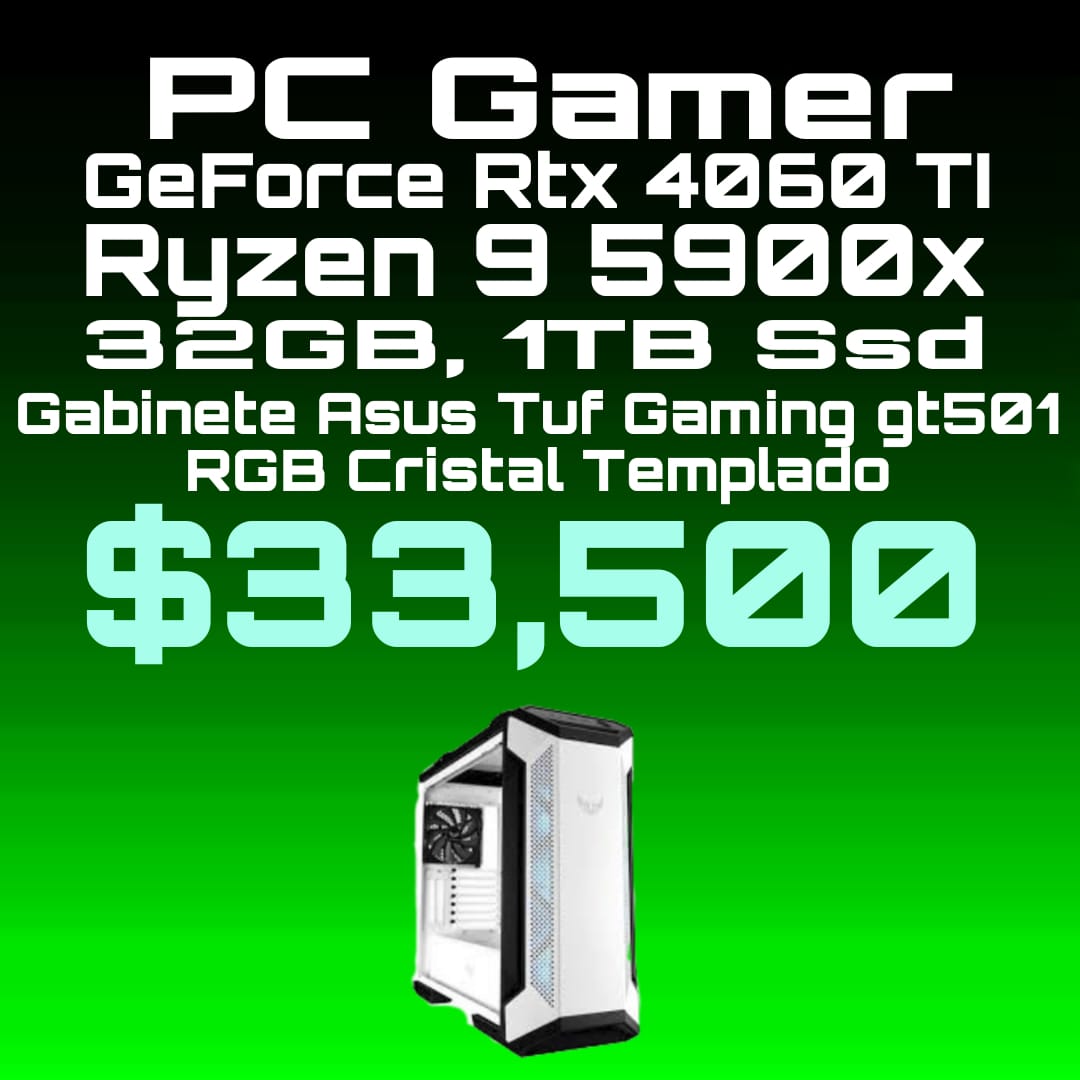 PC Gamer
GeForce Rtx 4060 TI
Ryzen 9 5900x
32GB, 1TB Ssd
Gabinete Asus Tuf Gaming gt501
RGB Cristal Templado
$33,500